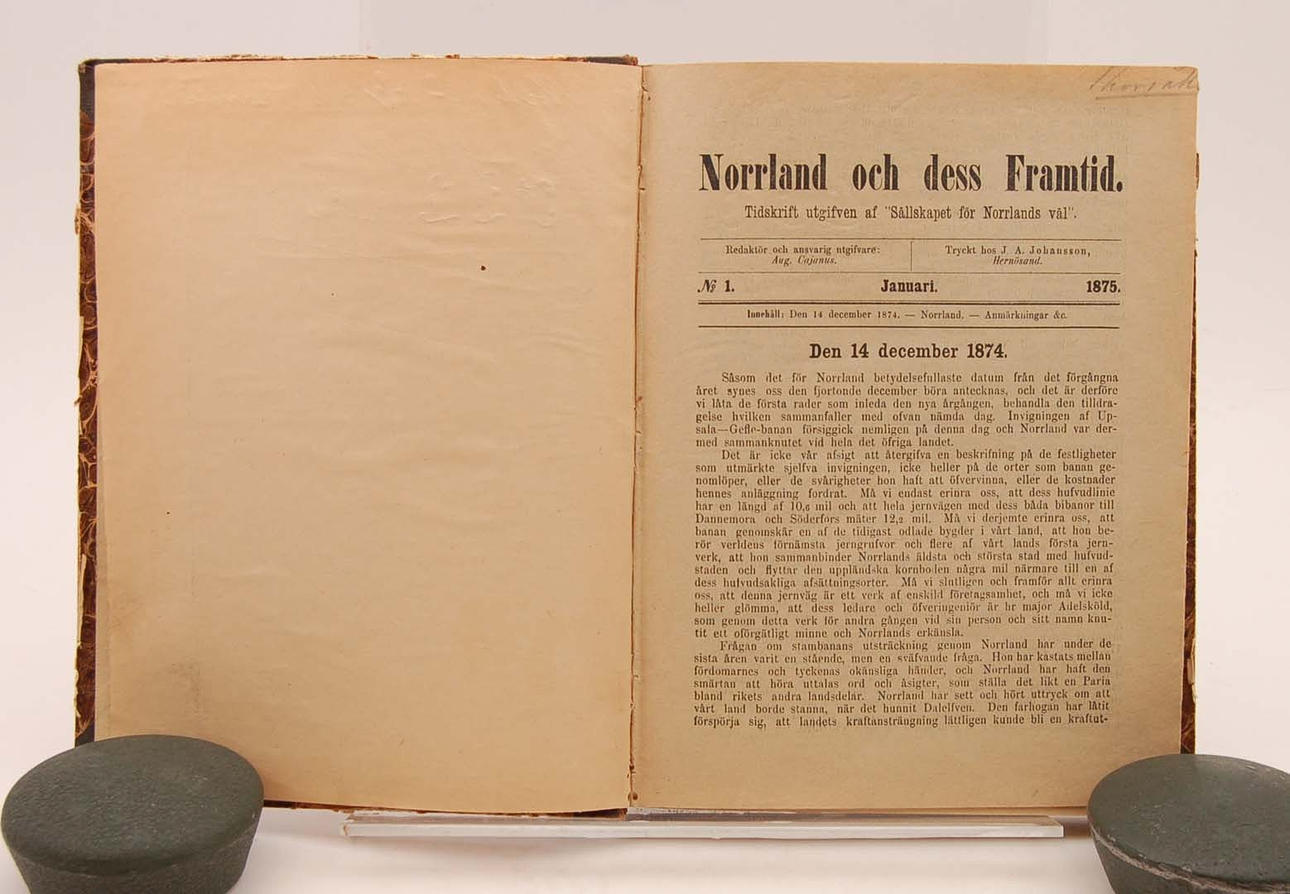 Norrland och dess Framtid.
Tidskrift utgifven af "Sällskapet för Norrlands väl".
Redaktör och ansvarig utgifvare:
Aug. Cajanus.
Tryckt hos J. A. Johansson,
Hernösand.
№ 1. Januari. 1875.
Innehåll: Den 14 december 1874. — Norrland. — Anmärkningar &c.
Den 14 december 1874.
Såsom det för Norrland betydelsefullaste datum från det förgångna
året synes oss den fjortonde december böra antecknas, och det är derföre
vi låta de första rader som inleda den nya årgången, behandla den tilldra-
gelse hvilken sammanfaller med ofvan nämda dag. Invigningen af Up-
sala—Gefle-banan försiggick nemligen på denna dag och Norrland var der-
med sammanknutet vid hela det öfriga landet.
Det är icke vår afsigt att återgifva en beskrifning på de festligheter
som utmärkte sjelfva invigningen, icke heller på de orter som banan ge-
nomlöper, eller de svårigheter hon haft att öfvervinna, eller de kostnader
hennes anläggning fordrat. Må vi endast erinra oss, att dess hufvudlinie
har en längd af 10,6 mil och att hela jernvägen med dess båda bibanor till
Dannemora och Söderfors mäter 12,2 mil. Må vi derjemte erinra oss, att
banan genomskär en af de tidigast odlade bygder i vårt land, att hon be-
rör verldens förnämsta jerngrufvor och flere af vårt lands första jern-
verk, att hon sammanbinder Norrlands äldsta och största stad med hufvud-
staden och flyttar den uppländska kornboden några mil närmare till en af
dess hufvudsakliga afsättningsorter. Må vi slutligen och framför allt erinra
oss, att denna jernväg är ett verk af enskild företagsamhet, och må vi icke
heller glömma, att dess ledare och öfveringeniör är hr major Adelsköld,
som genom detta verk för andra gången vid sin person och sitt namn knu-
tit ett oförgätligt minne och Norrlands erkänsla.
Frågan om stambanans utsträckning genom Norrland har under de
sista åren varit en stående, men en sväfvande fråga. Hon har kastats mellan
fördomarnes och tyckenas okänsliga händer, och Norrland har haft den
smärtan att höra uttalas ord och åsigter, som ställa det likt en Paria
bland rikets andra landsdelar. Norrland har sett och hört uttryck om att
vårt land borde stanna, när det hunnit Dalelfven. Den farhogan har låtit
förspörja sig, att landets kraftansträngning lättligen kunde bli en kraftut-